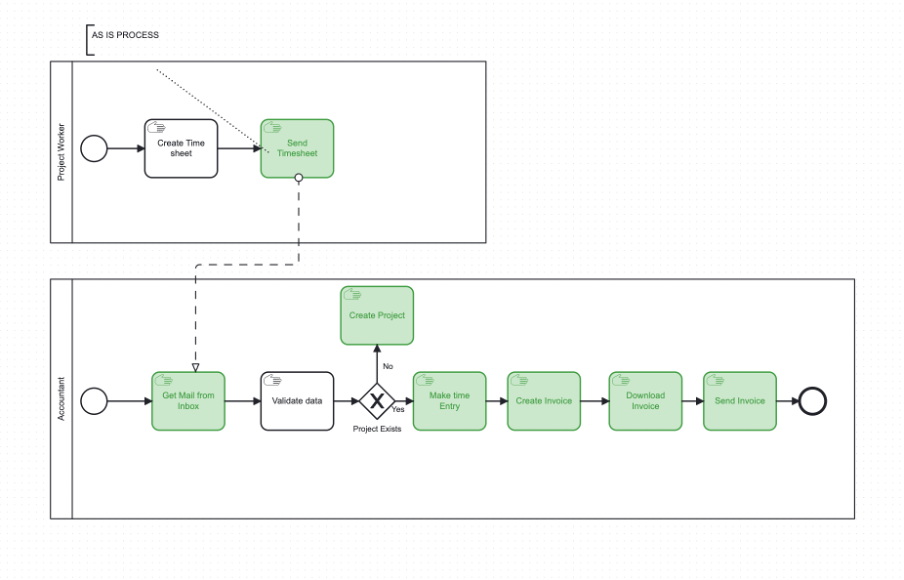 AS IS PROCESS
Project Worker
Create Time
sheet
Send
Timesheet
Accountant
Create Project
No
Get Mail from
Inbox
Validate data
X
Yes
Project Exists
Make time
Entry
Create Invoice
Download
Invoice
Send Invoice